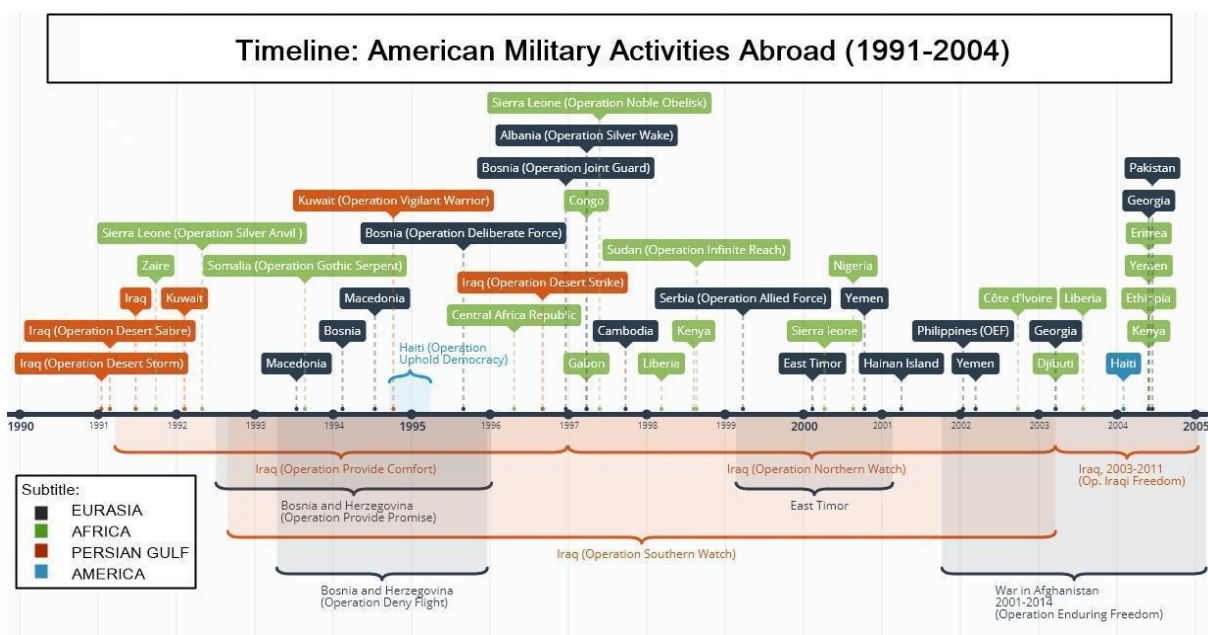 Timeline: American Military Activities Abroad (1991-2004)
Sierra Leone (Operation Noble Obelisk)
Albania (Operation Silver Wake)
Bosnia (Operation Joint Guard)
Pakistan
Kuwait (Operation Vigilant Warrior)
Congo
Georgia
Sierra Leone (Operation Silver Anvil )
Bosnia (Operation Deliberate Force)
Eritrea
Sudan (Operation Infinite Reach)
Zaire
Somalia (Operation Gothic Serpent)
Nigeria
Yemen
Iraq (Operation Desert Strike)
Iraq
Kuwait
Macedonia
Serbia (Operation Allied Force)
Yemen
Côte d'Ivoire
Liberia
Ethiopia
Central Africa Republic
Iraq (Operation Desert Sabre)
Bosnia
Cambodia
Kenya
Sierra leone
Philippines (OEF)
Georgia
Kenya
Haiti (Operation
Uphold Democracy)
Iraq (Operation Desert Storm)
Macedonia
Gabon
Liberia
East Timor
Hainan Island
Yemen
Djibuti
Haiti
1990 1991 1992 1993 1994 1995 1996 1997 1998 1999 2000 2001 2002 2003 2004 2005
Iraq (Operation Provide Comfort)
Iraq (Operation Northern Watch)
Iraq, 2003-2011
(Op. Iraqi Freedom)
Bosnia and Herzegovina
(Operation Provide Promise)
East Timor
Iraq (Operation Southern Watch)
Bosnia and Herzegovina
(Operation Deny Flight)
War in Afghanistan
2001-2014
(Operation Enduring Freedom)
Subtitle:
EURASIA
AFRICA
PERSIAN GULF
AMERICA